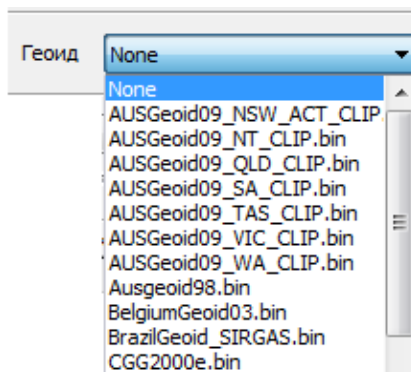 Геоид None
None
AUSGeoid09_NSW_ACT_CLIP.
AUSGeoid09_NT_CLIP.bin
AUSGeoid09_QLD_CLIP.bin
AUSGeoid09_SA_CLIP.bin
AUSGeoid09_TAS_CLIP.bin
AUSGeoid09_VIC_CLIP.bin
AUSGeoid09_WA_CLIP.bin
Ausgeoid98.bin
BelgiumGeoid03.bin
BrazilGeoid_SIRGAS.bin
CGG2000e.bin